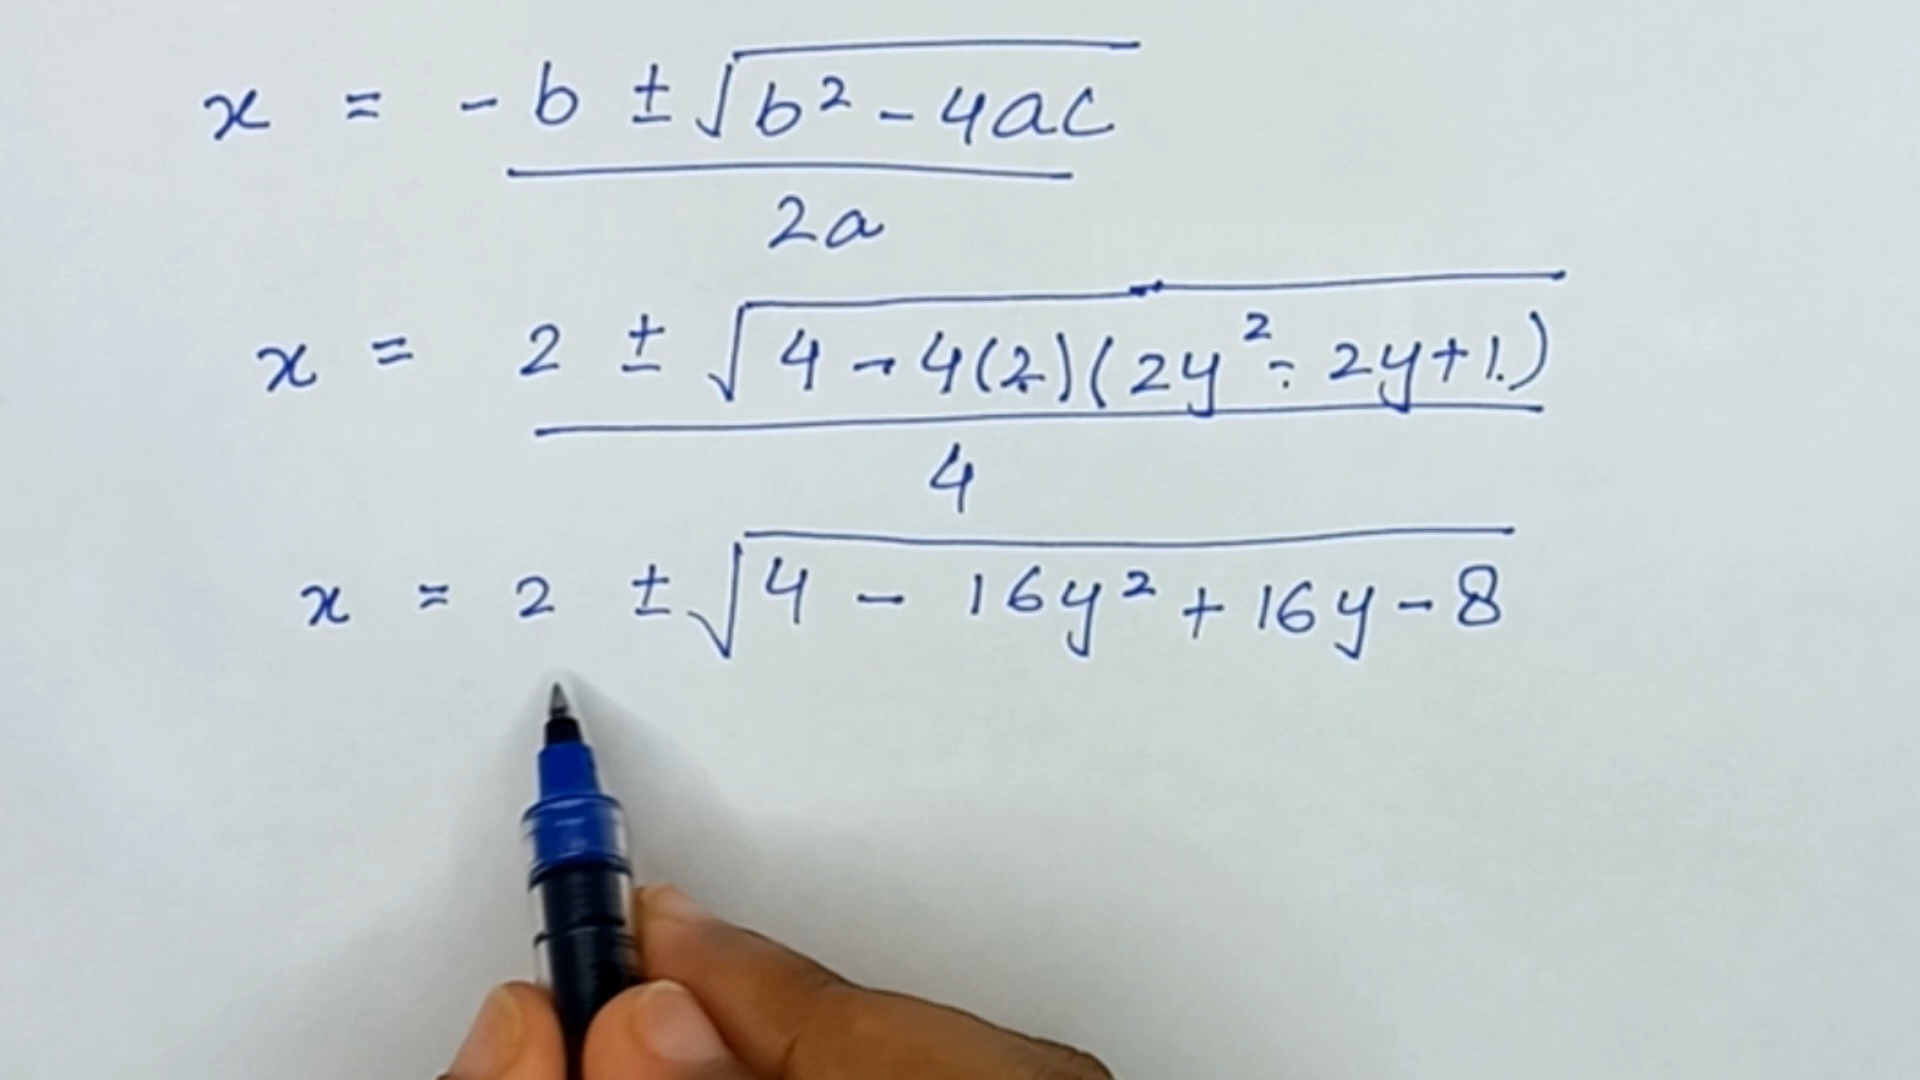 x = -b ± √b² - 4ac
2a
x = 2 ± √4 - 4(2)(2y² - 2y+1)
4
x = 2 ± √4 - 16y² + 16y - 8